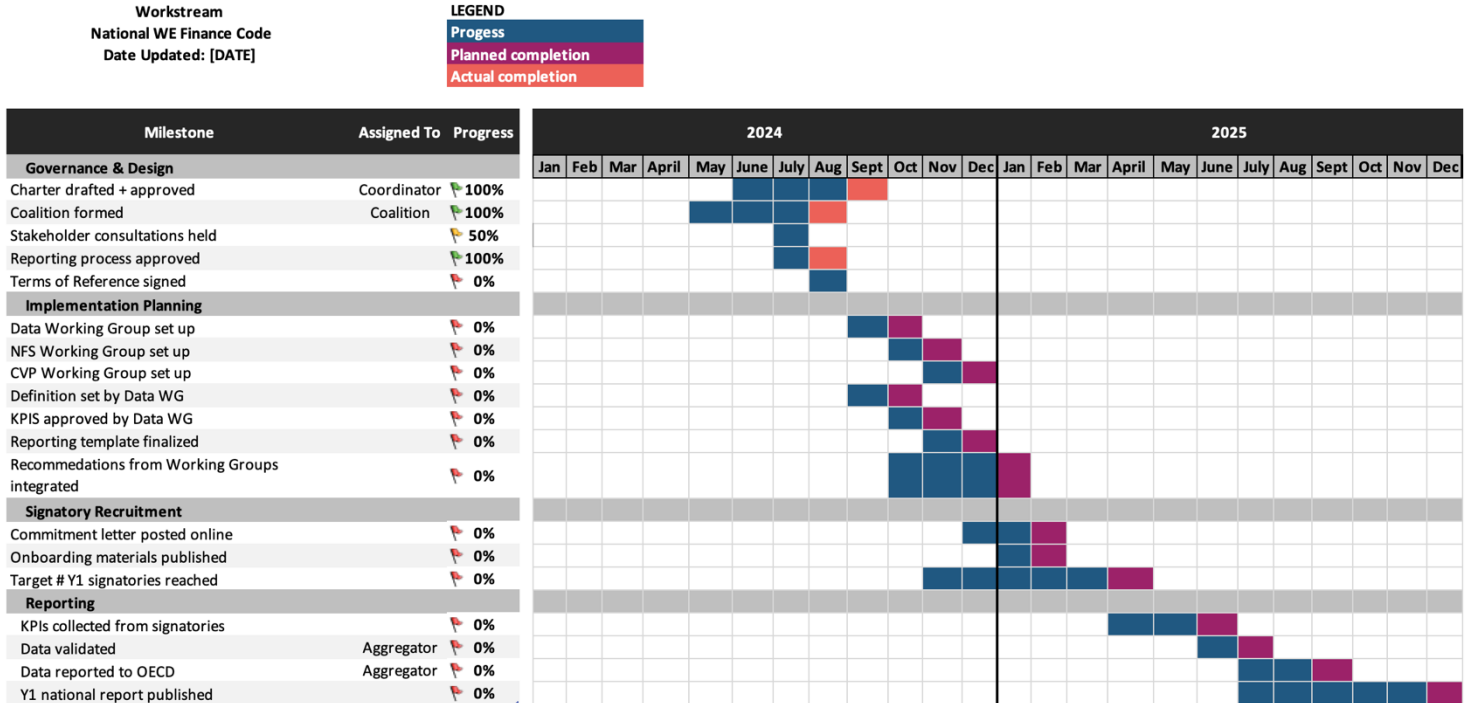 Workstream
National WE Finance Code
Date Updated: [DATE]
LEGEND
Progess
Planned completion
Actual completion
Milestone Assigned To Progress 2024 2025
Governance & Design Jan Feb Mar April May June July Aug Sept Oct Nov Dec Jan Feb Mar April May June July Aug Sept Oct Nov Dec
Charter drafted + approved Coordinator 100%
Coalition formed Coalition 100%
Stakeholder consultations held 50%
Reporting process approved 100%
Terms of Reference signed 0%
Implementation Planning
Data Working Group set up 0%
NFS Working Group set up 0%
CVP Working Group set up 0%
Definition set by Data WG 0%
KPIS approved by Data WG 0%
Reporting template finalized 0%
Recommedations from Working Groups
integrated 0%
Signatory Recruitment
Commitment letter posted online 0%
Onboarding materials published 0%
Target # Y1 signatories reached 0%
Reporting
KPIs collected from signatories 0%
Data validated Aggregator 0%
Data reported to OECD Aggregator 0%
Y1 national report published 0%